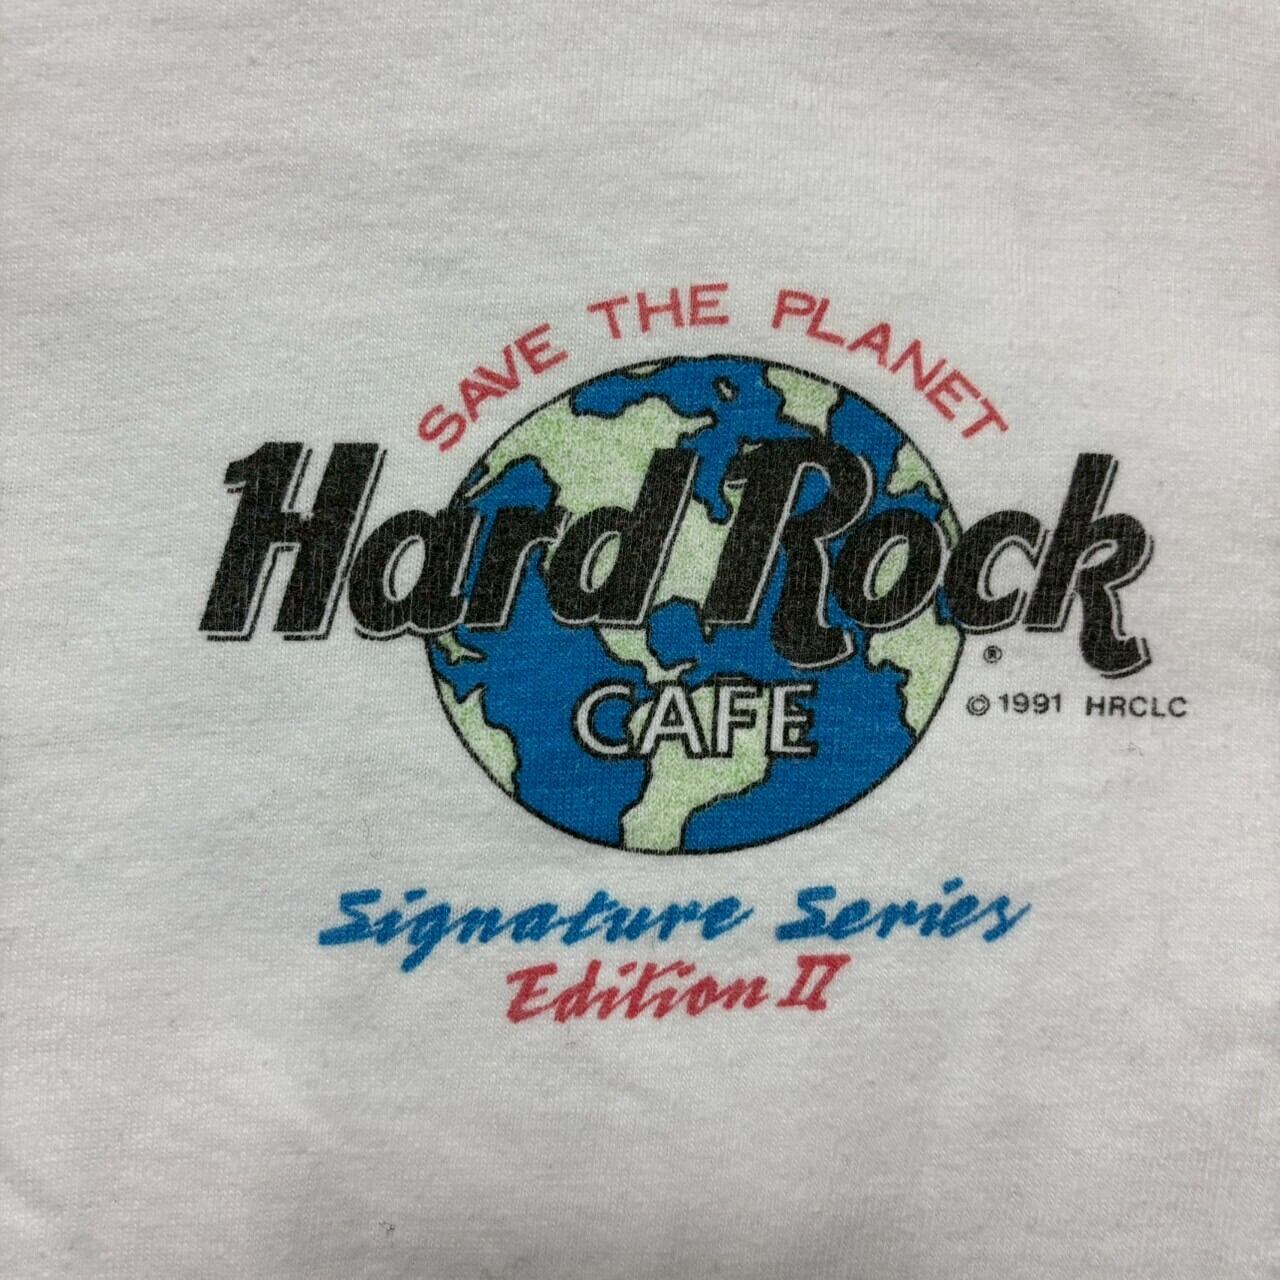 SAVE THE PLANET
Hard Rock
®
CAFE
© 1991 HRCLC
Signature Series
Edition II